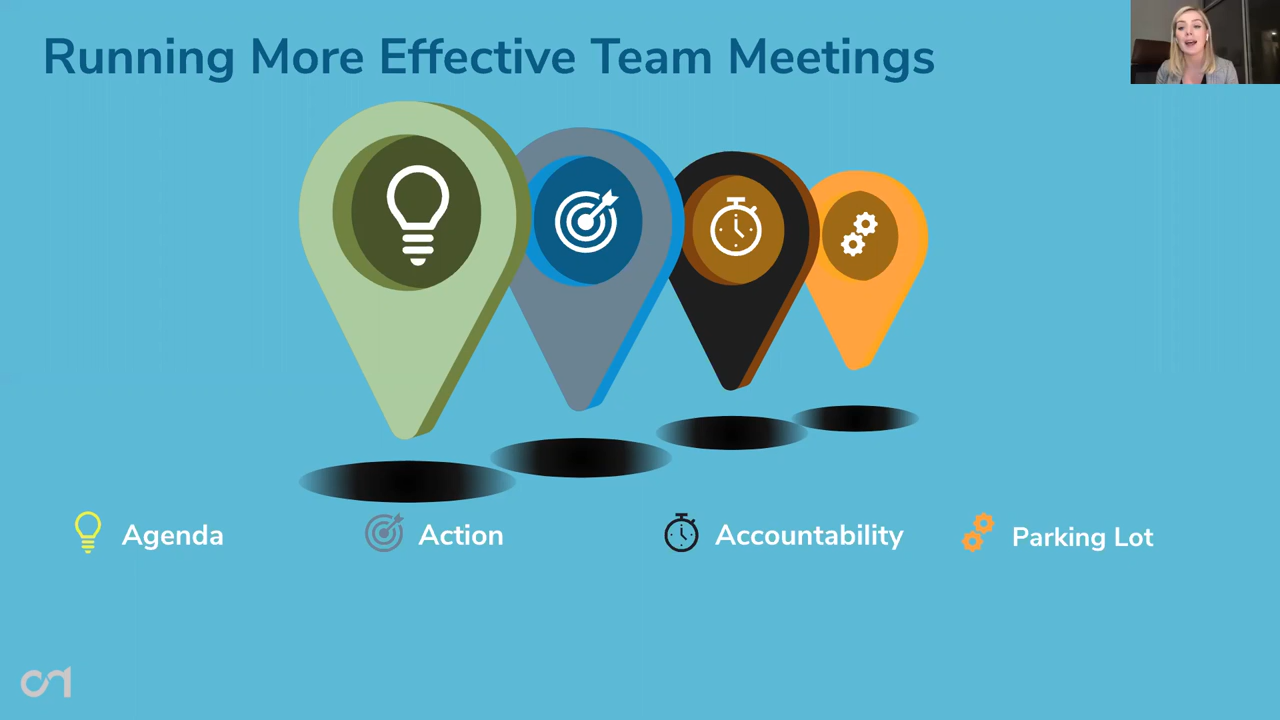 Running More Effective Team Meetings
Agenda
Action
Accountability
Parking Lot